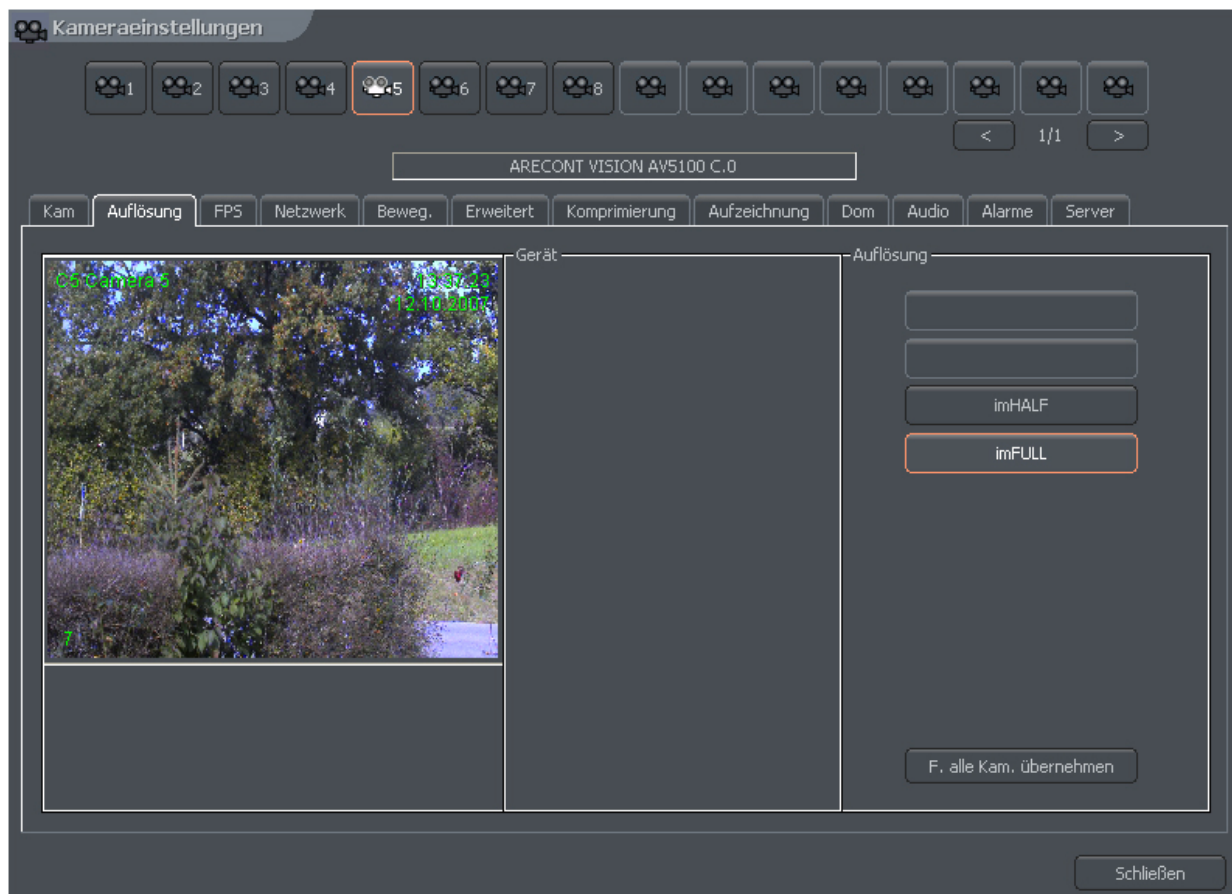 Kameraeinstellungen
1 2 3 4 5 6 7 8
< 1/1 >
ARECONT VISION AV5100 C.0
Kam Auflösung FPS Netzwerk Beweg. Erweitert Komprimierung Aufzeichnung Dom Audio Alarme Server
C5 Camera 5
13:37:23
12.10.2007
7
Gerät
Auflösung
imHALF
imFULL
F. alle Kam. übernehmen
Schließen